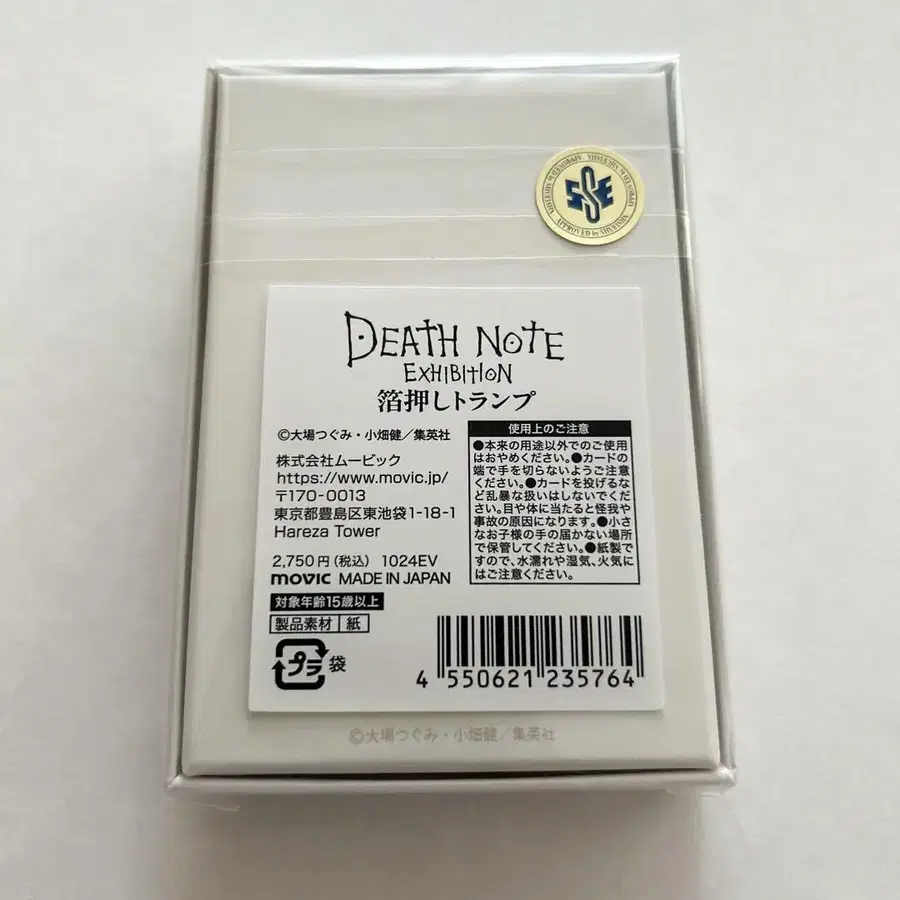 APPROVED by SHUEISHA
SSE
DEATH NOTE
EXHIBITION
箔押しトランプ
©大場つぐみ・小畑健／集英社
株式会社ムービック
https://www.movic.jp/
〒170-0013
東京都豊島区東池袋1-18-1
Hareza Tower
2,750円（税込） 1024EV
movic MADE IN JAPAN
対象年齢15歳以上
製品素材 紙
プラ 袋
使用上のご注意
●本来の用途以外でのご使用
はおやめください。●カードの
端で手を切らないようご注意
ください。●カードを投げるな
ど乱暴な扱いはしないでくだ
さい。目や体に当たると怪我や
事故の原因になります。●小さ
なお子様の手の届かない場所
で保管してください。●紙製で
すので、水濡れや湿気、火気に
はご注意ください。
4 550621 235764
©大場つぐみ・小畑健／集英社